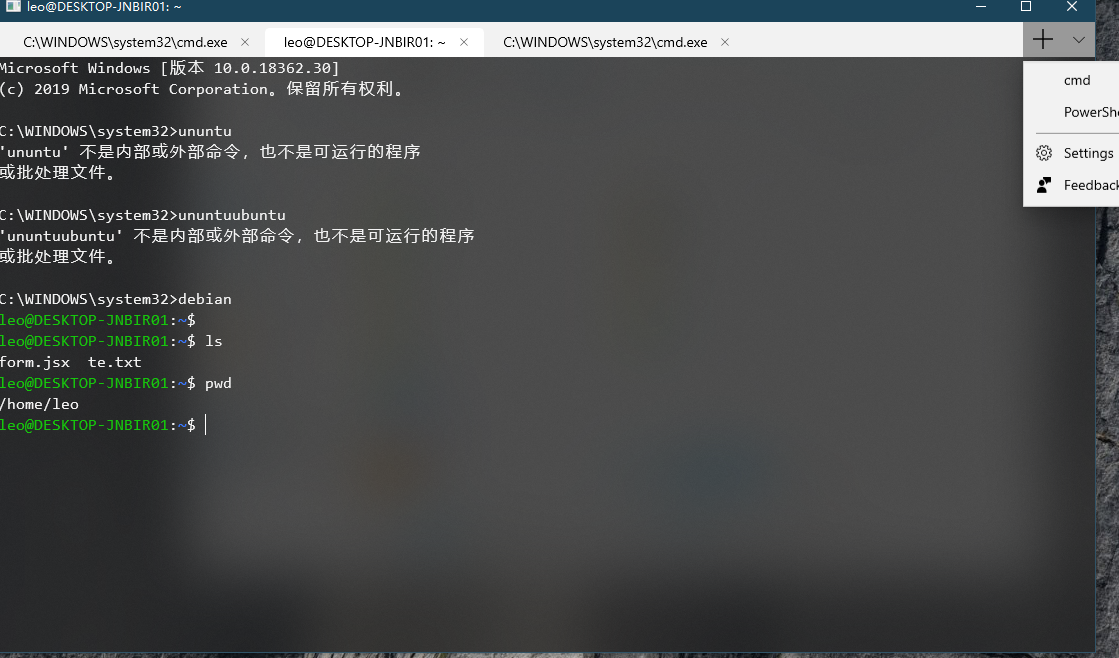 leo@DESKTOP-JNBIR01: ~
C:\WINDOWS\system32\cmd.exe
leo@DESKTOP-JNBIR01: ~
C:\WINDOWS\system32\cmd.exe
cmd
PowerShe
Settings
Feedback
Microsoft Windows [版本 10.0.18362.30]
(c) 2019 Microsoft Corporation。保留所有权利。
C:\WINDOWS\system32>ununtu
'ununtu' 不是内部或外部命令，也不是可运行的程序
或批处理文件。
C:\WINDOWS\system32>ununtuubuntu
'ununtuubuntu' 不是内部或外部命令，也不是可运行的程序
或批处理文件。
C:\WINDOWS\system32>debian
leo@DESKTOP-JNBIR01:~$
leo@DESKTOP-JNBIR01:~$ ls
form.jsx  te.txt
leo@DESKTOP-JNBIR01:~$ pwd
/home/leo
leo@DESKTOP-JNBIR01:~$